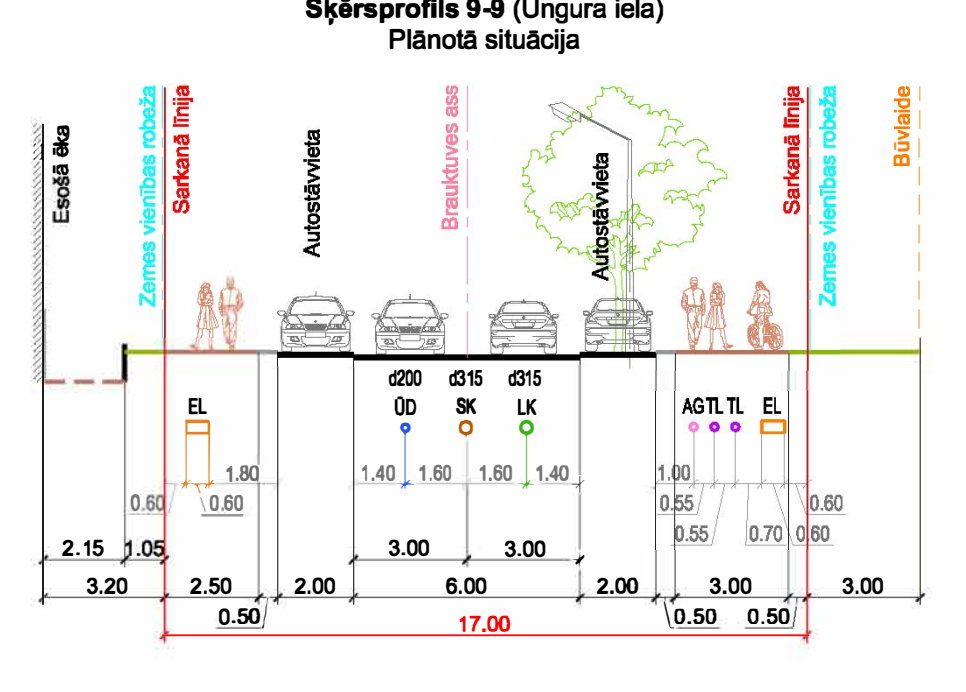 Šķērsprofils 9-9 (Ungura iela)
Plānotā situācija
Esošā ēka
Zemes vienības robeža
Sarkanā līnija
Autostāvvieta
Brauktuves ass
Autostāvvieta
Sarkanā līnija
Zemes vienības robeža
Būvlaide
d200 d315 d315
EL ŪD SK LK AG TL TL EL
1.80 1.40 1.60 1.60 1.40 1.00
0.60 0.60 0.55 0.60
0.55 0.70 0.60
2.15 1.05 3.00 3.00
3.20 2.50 2.00 6.00 2.00 3.00 3.00
0.50 0.50 0.50
17.00